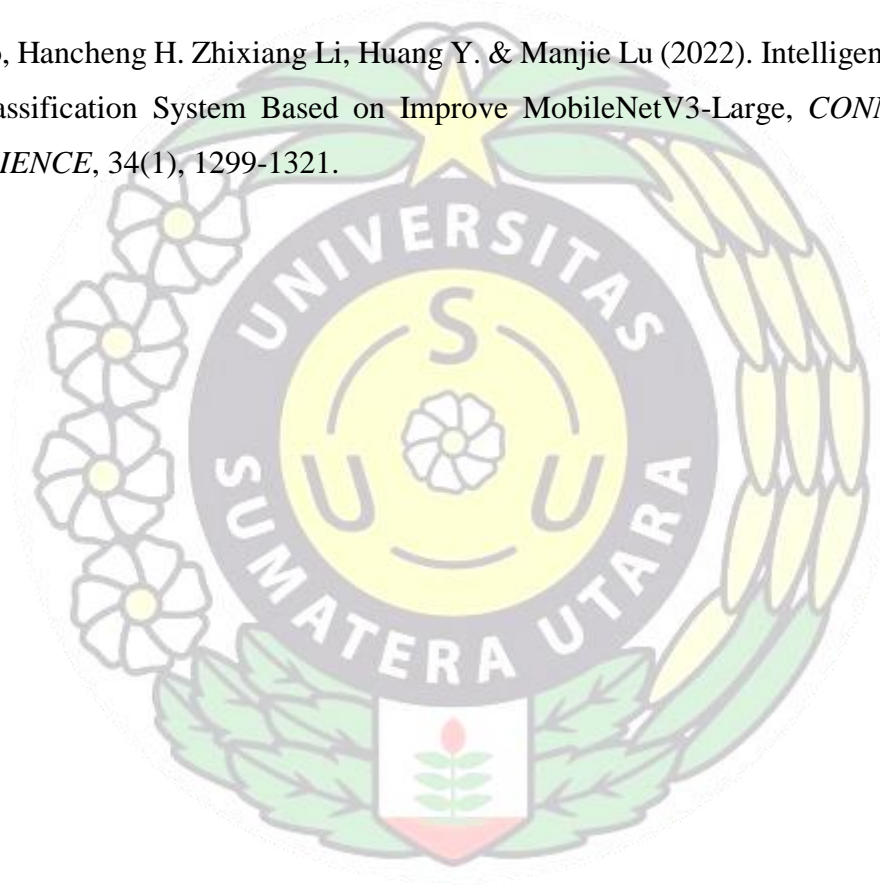 , Hancheng H. Zhixiang Li, Huang Y. & Manjie Lu (2022). Intelligen
assification System Based on Improve MobileNetV3-Large, CONN
IENCE, 34(1), 1299-1321.
UNIVERSITAS
S
U U
SUMATERA UTARA